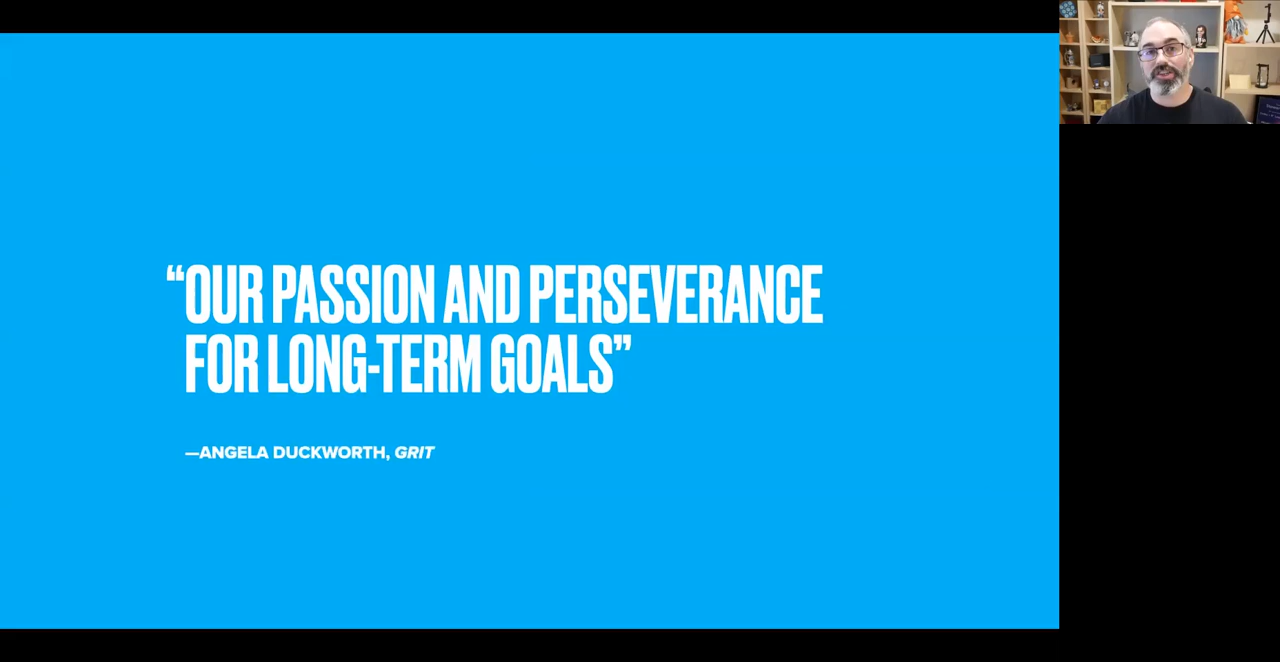 “OUR PASSION AND PERSEVERANCE
FOR LONG-TERM GOALS”
—ANGELA DUCKWORTH, GRIT